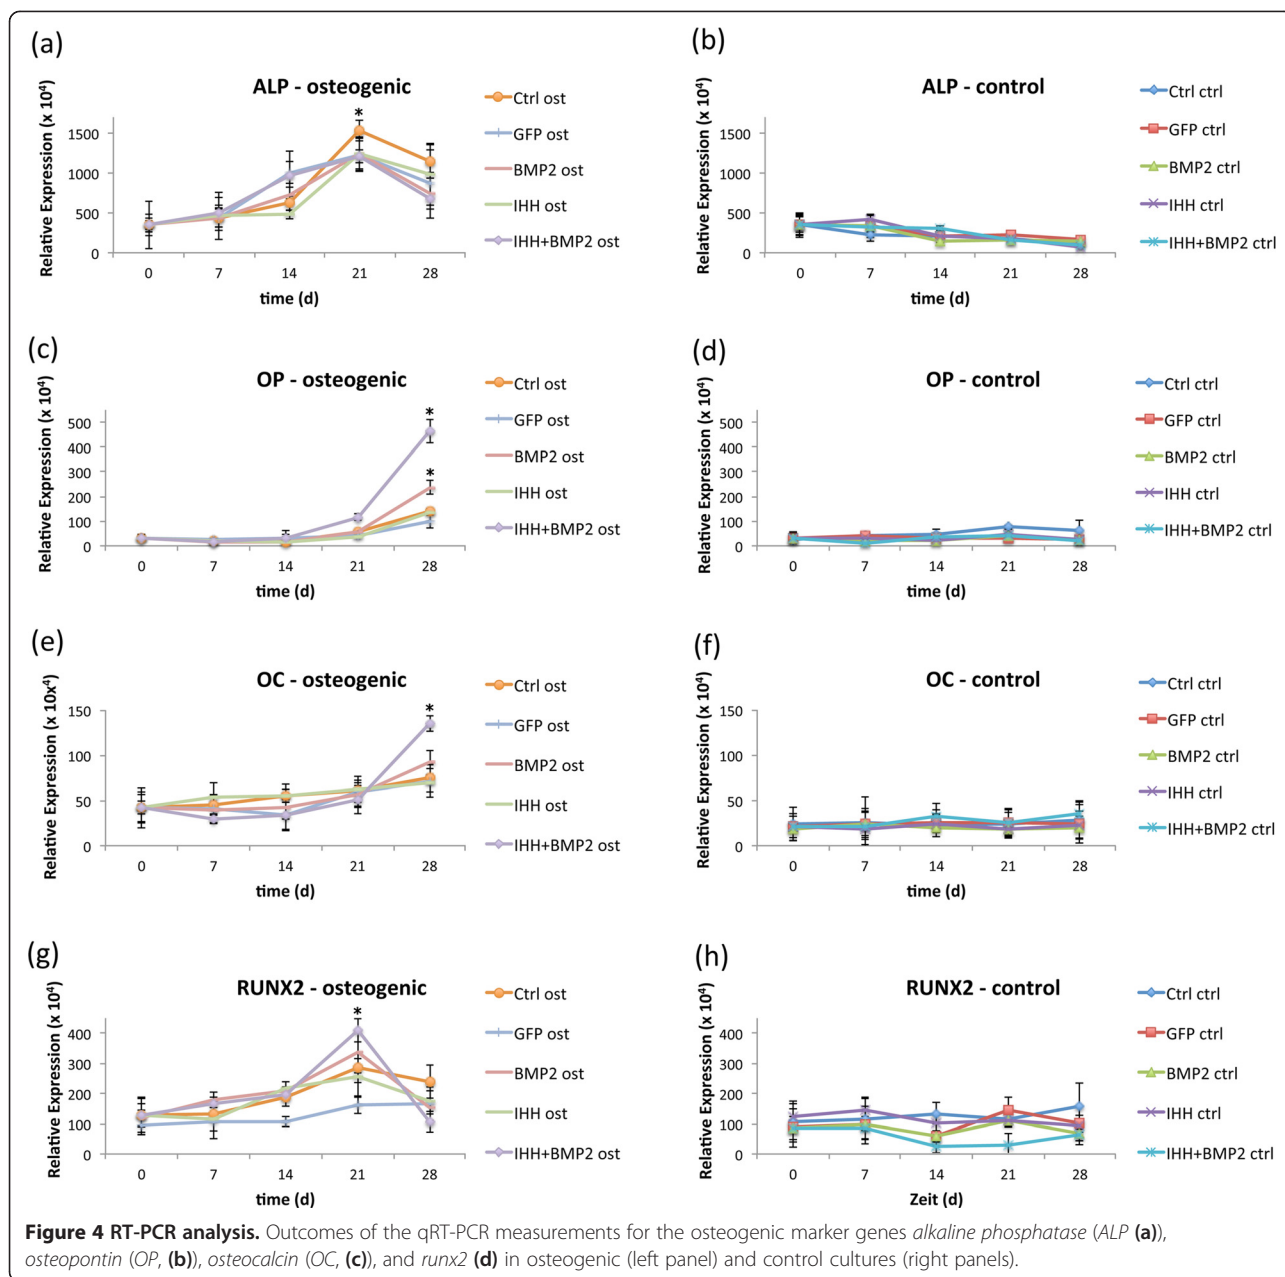 (a)
ALP - osteogenic
Relative Expression (x 10⁴)
1500
1000
500
0
*
0 7 14 21 28
time (d)
Ctrl ost
GFP ost
BMP2 ost
IHH ost
IHH+BMP2 ost
(b)
ALP - control
Relative Expression (x 10⁴)
1500
1000
500
0
0 7 14 21 28
time (d)
Ctrl ctrl
GFP ctrl
BMP2 ctrl
IHH ctrl
IHH+BMP2 ctrl
(c)
OP - osteogenic
Relative Expression (x 10⁴)
500
400
300
200
100
0
*
*
0 7 14 21 28
time (d)
Ctrl ost
GFP ost
BMP2 ost
IHH ost
IHH+BMP2 ost
(d)
OP - control
Relative Expression (x 10⁴)
500
400
300
200
100
0
0 7 14 21 28
time (d)
Ctrl ctrl
GFP ctrl
BMP2 ctrl
IHH ctrl
IHH+BMP2 ctrl
(e)
OC - osteogenic
Relative Expression (x 10x⁴)
150
100
50
0
*
0 7 14 21 28
time (d)
Ctrl ost
GFP ost
BMP2 ost
IHH ost
IHH+BMP2 ost
(f)
OC - control
Relative Expression (x 10⁴)
150
100
50
0
0 7 14 21 28
time (d)
Ctrl ctrl
GFP ctrl
BMP2 ctrl
IHH ctrl
IHH+BMP2 ctrl
(g)
RUNX2 - osteogenic
Relative Expression (x 10⁴)
400
300
200
100
0
*
0 7 14 21 28
time (d)
Ctrl ost
GFP ost
BMP2 ost
IHH ost
IHH+BMP2 ost
(h)
RUNX2 - control
Relative Expression (x 10⁴)
400
300
200
100
0
0 7 14 21 28
Zeit (d)
Ctrl ctrl
GFP ctrl
BMP2 ctrl
IHH ctrl
IHH+BMP2 ctrl
Figure 4 RT-PCR analysis. Outcomes of the qRT-PCR measurements for the osteogenic marker genes alkaline phosphatase (ALP (a)),
osteopontin (OP, (b)), osteocalcin (OC, (c)), and runx2 (d) in osteogenic (left panel) and control cultures (right panels).